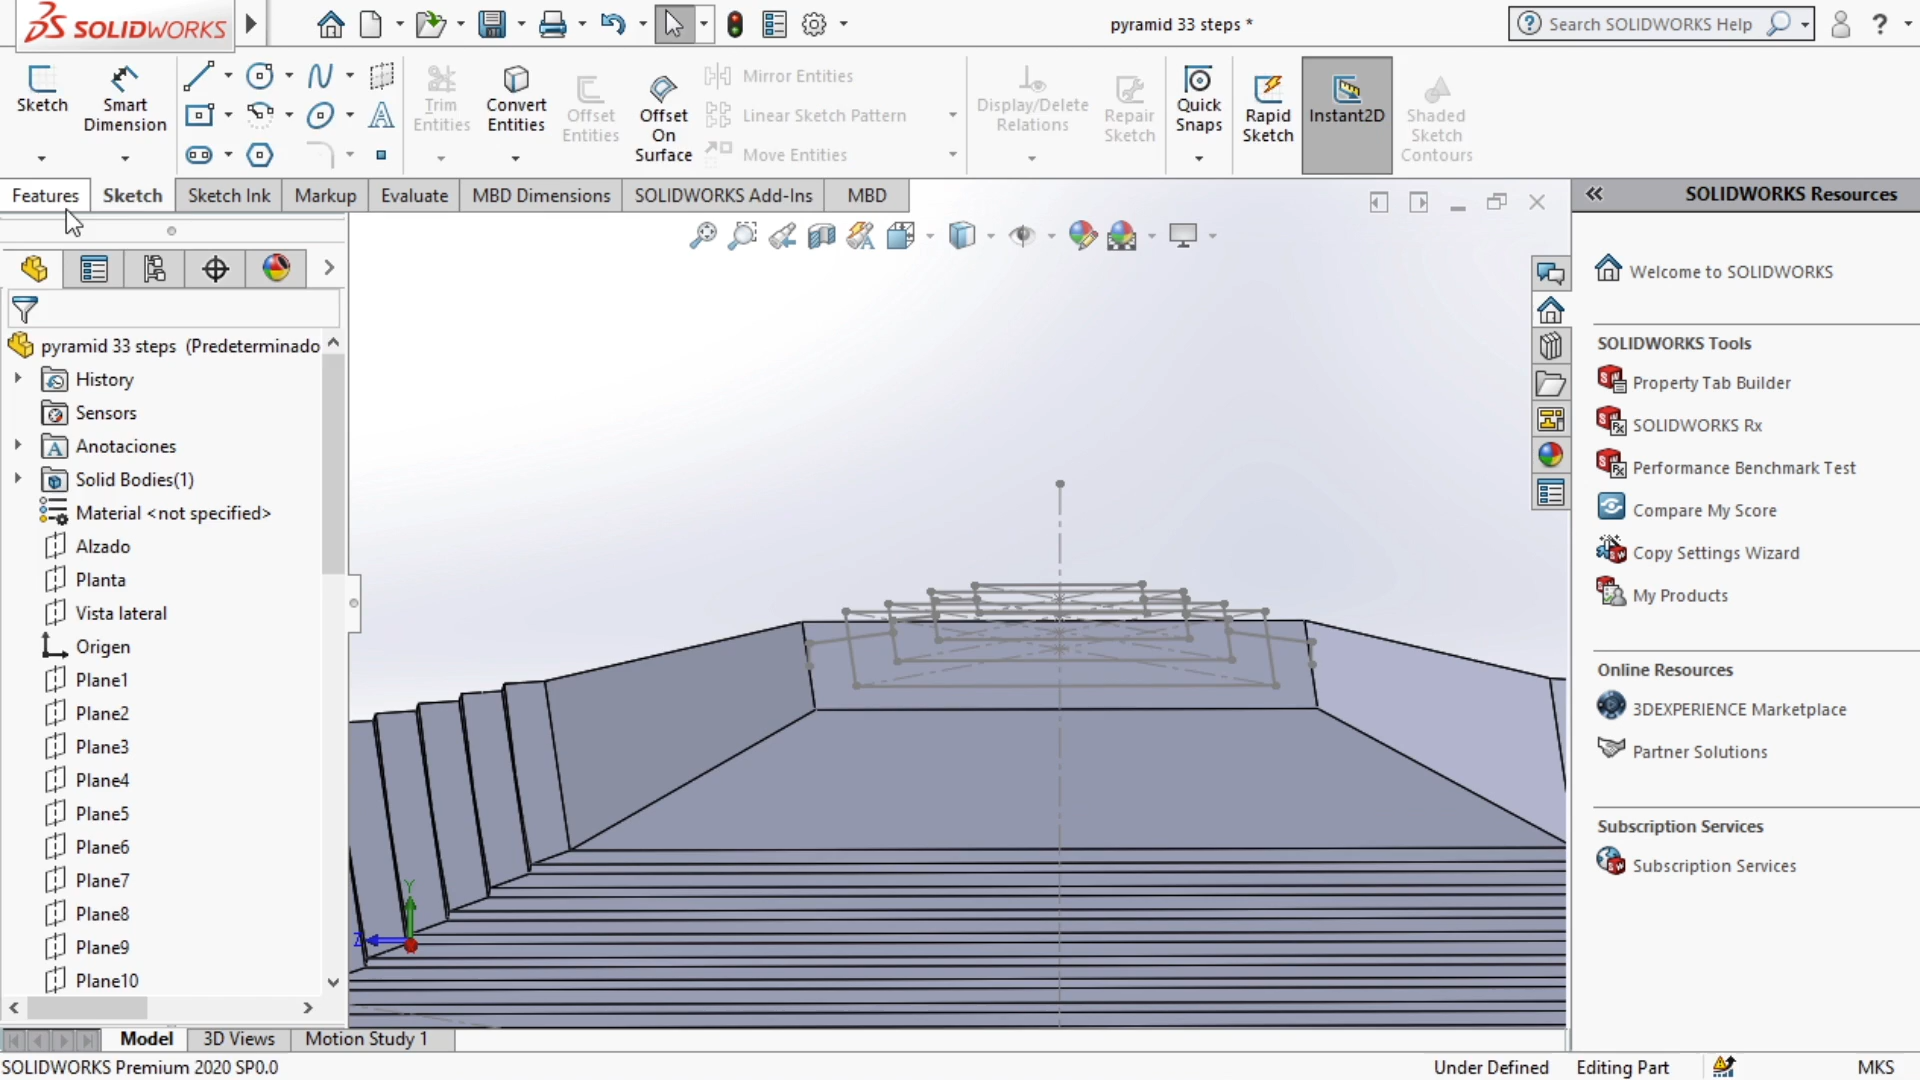 SOLIDWORKS
pyramid 33 steps *
Search SOLIDWORKS Help
?
Sketch
Smart
Dimension
Trim
Entities
Convert
Entities
Offset
Entities
Offset
On
Surface
Mirror Entities
Linear Sketch Pattern
Move Entities
Display/Delete
Relations
Repair
Sketch
Quick
Snaps
Rapid
Sketch
Instant2D
Shaded
Sketch
Contours
Features
Sketch
Sketch Ink
Markup
Evaluate
MBD Dimensions
SOLIDWORKS Add-Ins
MBD
pyramid 33 steps (Predeterminado
History
Sensors
Anotaciones
Solid Bodies(1)
Material <not specified>
Alzado
Planta
Vista lateral
Origen
Plane1
Plane2
Plane3
Plane4
Plane5
Plane6
Plane7
Plane8
Plane9
Plane10
Y
Z
SOLIDWORKS Resources
Welcome to SOLIDWORKS
SOLIDWORKS Tools
Property Tab Builder
SOLIDWORKS Rx
Performance Benchmark Test
Compare My Score
Copy Settings Wizard
My Products
Online Resources
3DEXPERIENCE Marketplace
Partner Solutions
Subscription Services
Subscription Services
Model
3D Views
Motion Study 1
SOLIDWORKS Premium 2020 SP0.0
Under Defined
Editing Part
MKS